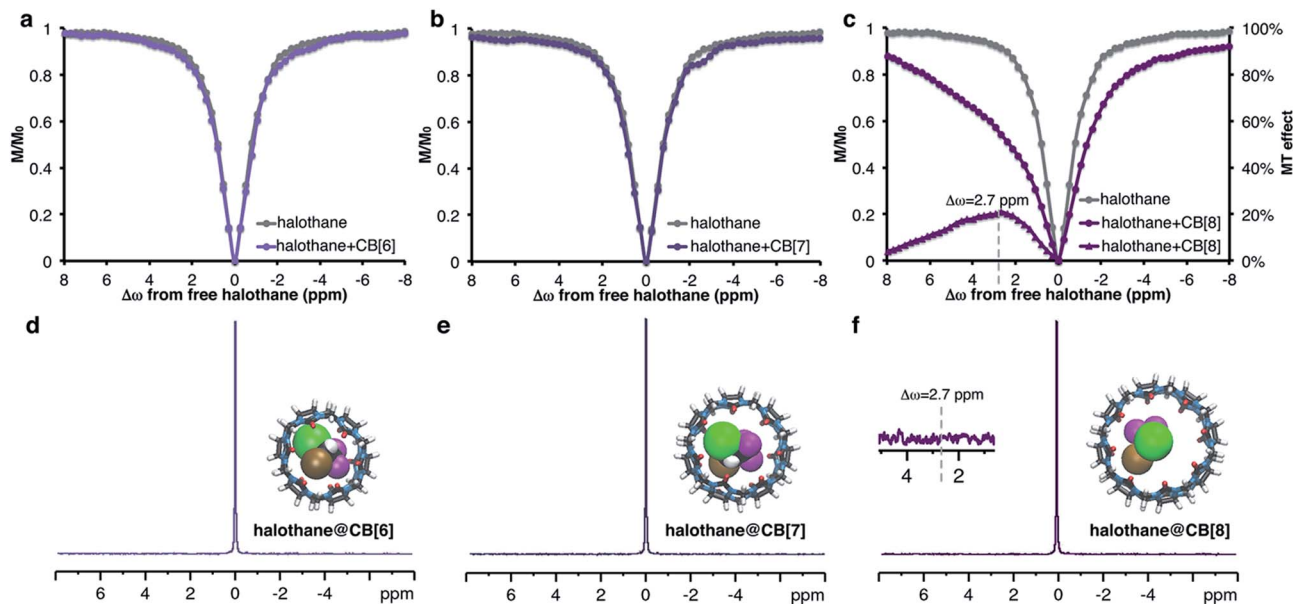 a
1
0.8
0.6
0.4
0.2
0
M/M₀
halothane
halothane+CB[6]
8 6 4 2 0 -2 -4 -6 -8
Δω from free halothane (ppm)
b
1
0.8
0.6
0.4
0.2
0
M/M₀
halothane
halothane+CB[7]
8 6 4 2 0 -2 -4 -6 -8
Δω from free halothane (ppm)
c
1
0.8
0.6
0.4
0.2
0
M/M₀
100%
80%
60%
40%
20%
0%
MT effect
Δω=2.7 ppm
halothane
halothane+CB[8]
halothane+CB[8]
8 6 4 2 0 -2 -4 -6 -8
Δω from free halothane (ppm)
d
halothane@CB[6]
6 4 2 0 -2 -4 ppm
e
halothane@CB[7]
6 4 2 0 -2 -4 ppm
f
Δω=2.7 ppm
4 2
halothane@CB[8]
6 4 2 0 -2 -4 ppm